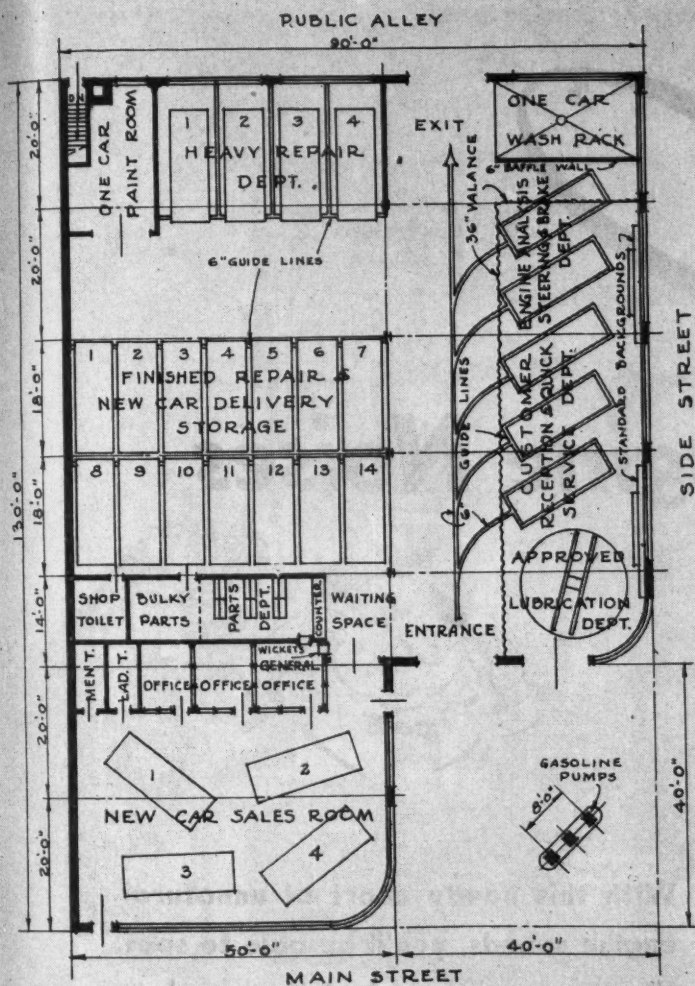 PUBLIC ALLEY
90'-0"
20'-0"
20'-0"
18'-0"
18'-0"
14'-0"
20'-0"
20'-0"
130'-0"
ONE CAR
PAINT ROOM
1 2 3 4
HEAVY REPAIR
DEPT.
EXIT
ONE CAR
WASH RACK
6" BAFFLE WALL
36" VALANCE
ENGINE ANALYSIS
STEERING & BRAKE
DEPT.
6" GUIDE LINES
1 2 3 4 5 6 7
FINISHED REPAIR &
NEW CAR DELIVERY
STORAGE
8 9 10 11 12 13 14
6" GUIDE LINES
CUSTOMER
RECEPTION & QUICK
SERVICE DEPT.
STANDARD BACKGROUNDS
SIDE STREET
SHOP
TOILET
BULKY
PARTS
PARTS
DEPT.
COUNTER
WAITING
SPACE
ENTRANCE
APPROVED
LUBRICATION
DEPT.
MEN T.
LAD. T.
OFFICE
OFFICE
WICKETS
GENERAL
OFFICE
1
2
NEW CAR SALES ROOM
3
4
GASOLINE
PUMPS
8'-0"
40'-0"
50'-0"
40'-0"
MAIN STREET